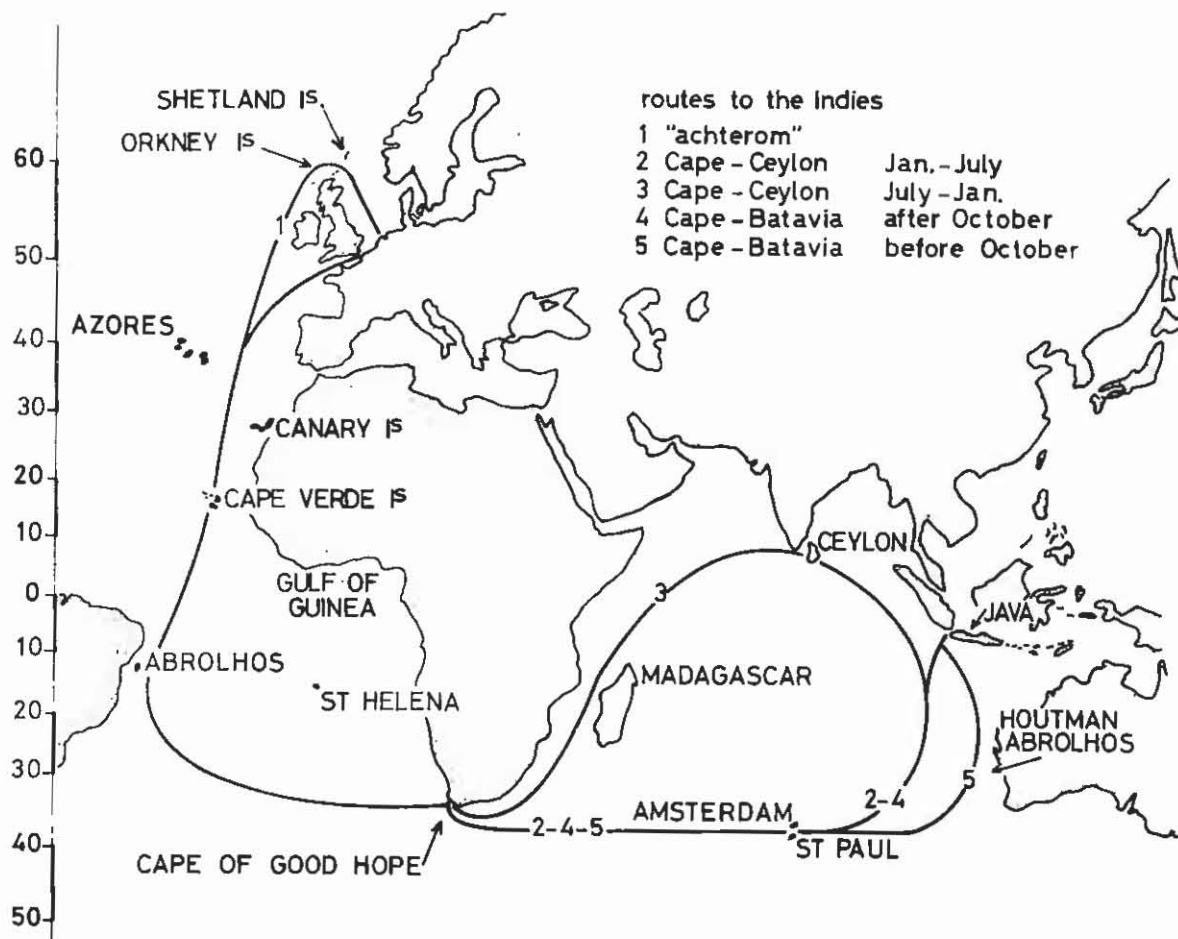 SHETLAND IS.
ORKNEY IS
routes to the Indies
1 "achterom"
2 Cape-Ceylon Jan.-July
3 Cape-Ceylon July-Jan.
4 Cape-Batavia after October
5 Cape-Batavia before October
60
50
40
30
20
10
0
10
20
30
40
50
1
AZORES
CANARY IS
CAPE VERDE IS
GULF OF
GUINEA
CEYLON
3
JAVA
ABROLHOS
ST HELENA
MADAGASCAR
HOUTMAN
ABROLHOS
5
2-4
AMSTERDAM
2-4-5
ST PAUL
CAPE OF GOOD HOPE